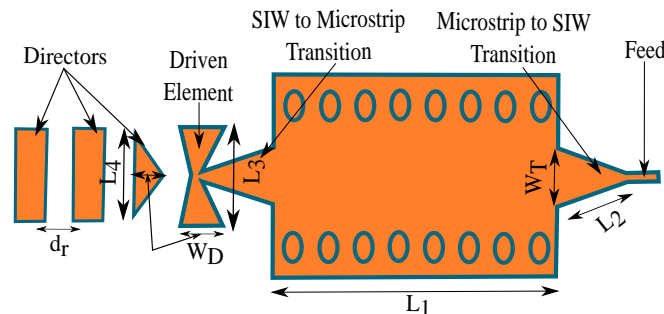 SIW to Microstrip
Transition
Microstrip to SIW
Transition
Feed
Directors
Driven
Element
L4
L3
WT
L2
dr
WD
L1